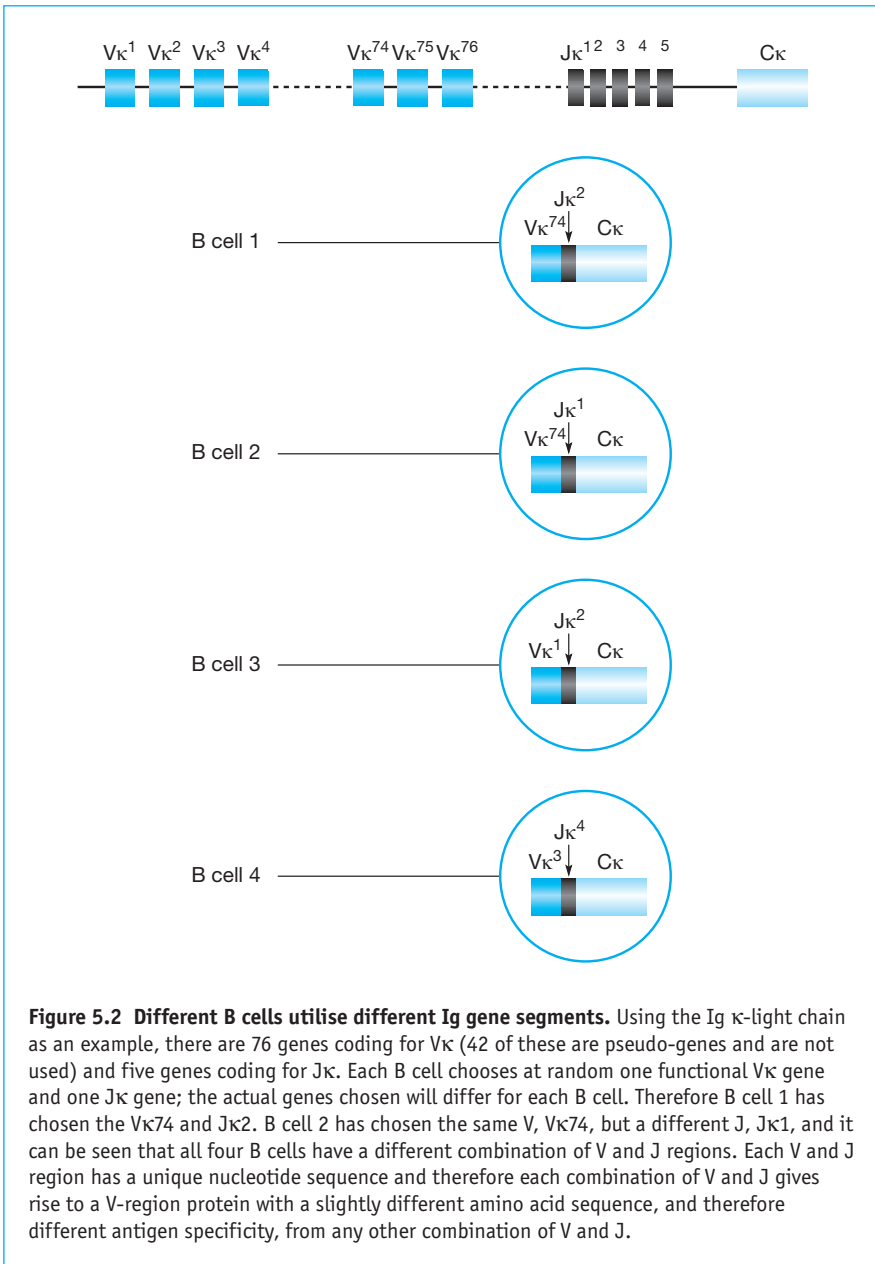 Vκ¹ Vκ² Vκ³ Vκ⁴ Vκ⁷⁴ Vκ⁷⁵ Vκ⁷⁶ Jκ¹ ² ³ ⁴ ⁵ Cκ
Jκ²
Vκ⁷⁴ Cκ
B cell 1
Jκ¹
Vκ⁷⁴ Cκ
B cell 2
Jκ²
Vκ¹ Cκ
B cell 3
Jκ⁴
Vκ³ Cκ
B cell 4
Figure 5.2 Different B cells utilise different Ig gene segments. Using the Ig κ-light chain
as an example, there are 76 genes coding for Vκ (42 of these are pseudo-genes and are not
used) and five genes coding for Jκ. Each B cell chooses at random one functional Vκ gene
and one Jκ gene; the actual genes chosen will differ for each B cell. Therefore B cell 1 has
chosen the Vκ74 and Jκ2. B cell 2 has chosen the same V, Vκ74, but a different J, Jκ1, and it
can be seen that all four B cells have a different combination of V and J regions. Each V and J
region has a unique nucleotide sequence and therefore each combination of V and J gives
rise to a V-region protein with a slightly different amino acid sequence, and therefore
different antigen specificity, from any other combination of V and J.